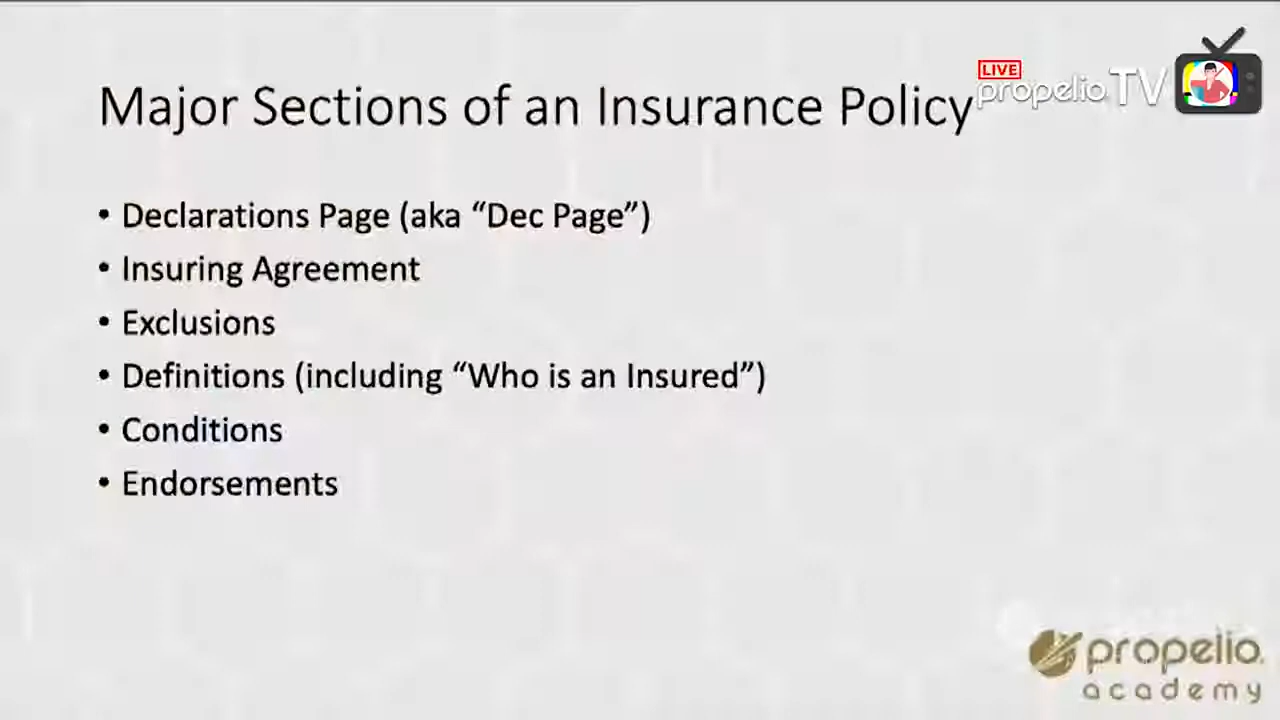 LIVE
propelio TV
Major Sections of an Insurance Policy
• Declarations Page (aka “Dec Page”)
• Insuring Agreement
• Exclusions
• Definitions (including “Who is an Insured”)
• Conditions
• Endorsements
propelio
academy